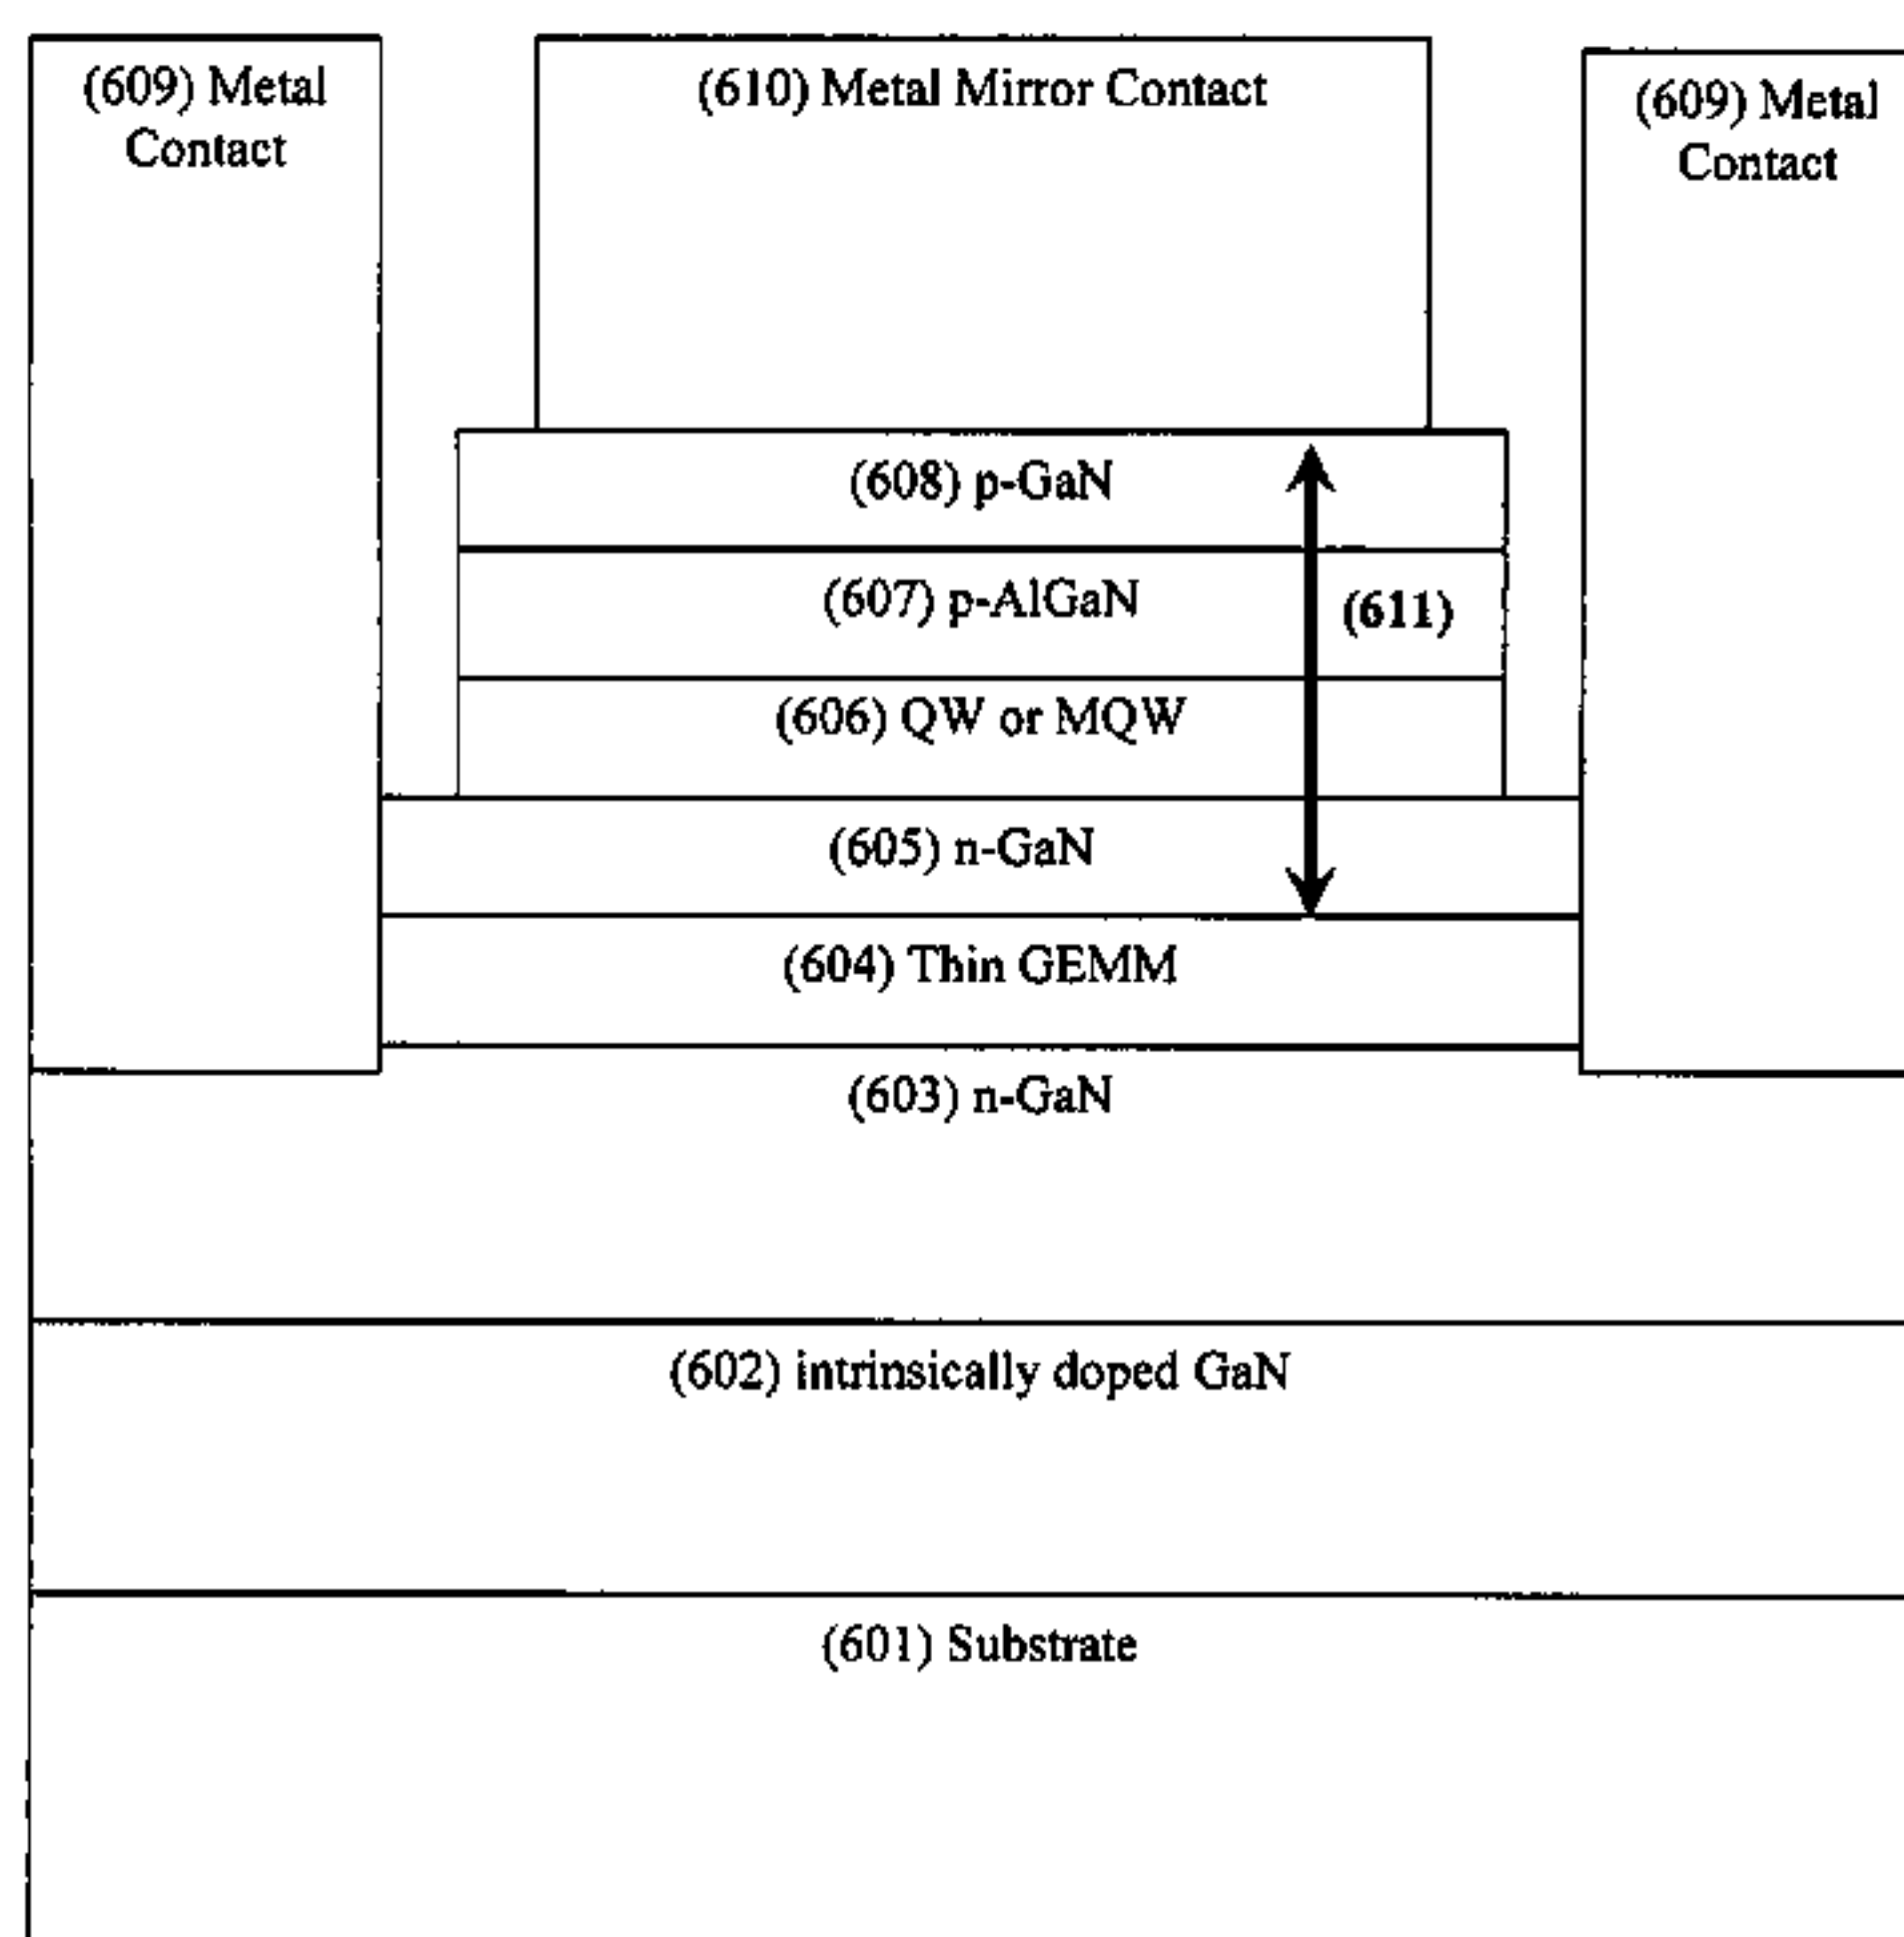 (609) Metal
Contact
(610) Metal Mirror Contact
(609) Metal
Contact
(608) p-GaN
(607) p-AlGaN
(611)
(606) QW or MQW
(605) n-GaN
(604) Thin GEMM
(603) n-GaN
(602) intrinsically doped GaN
(601) Substrate